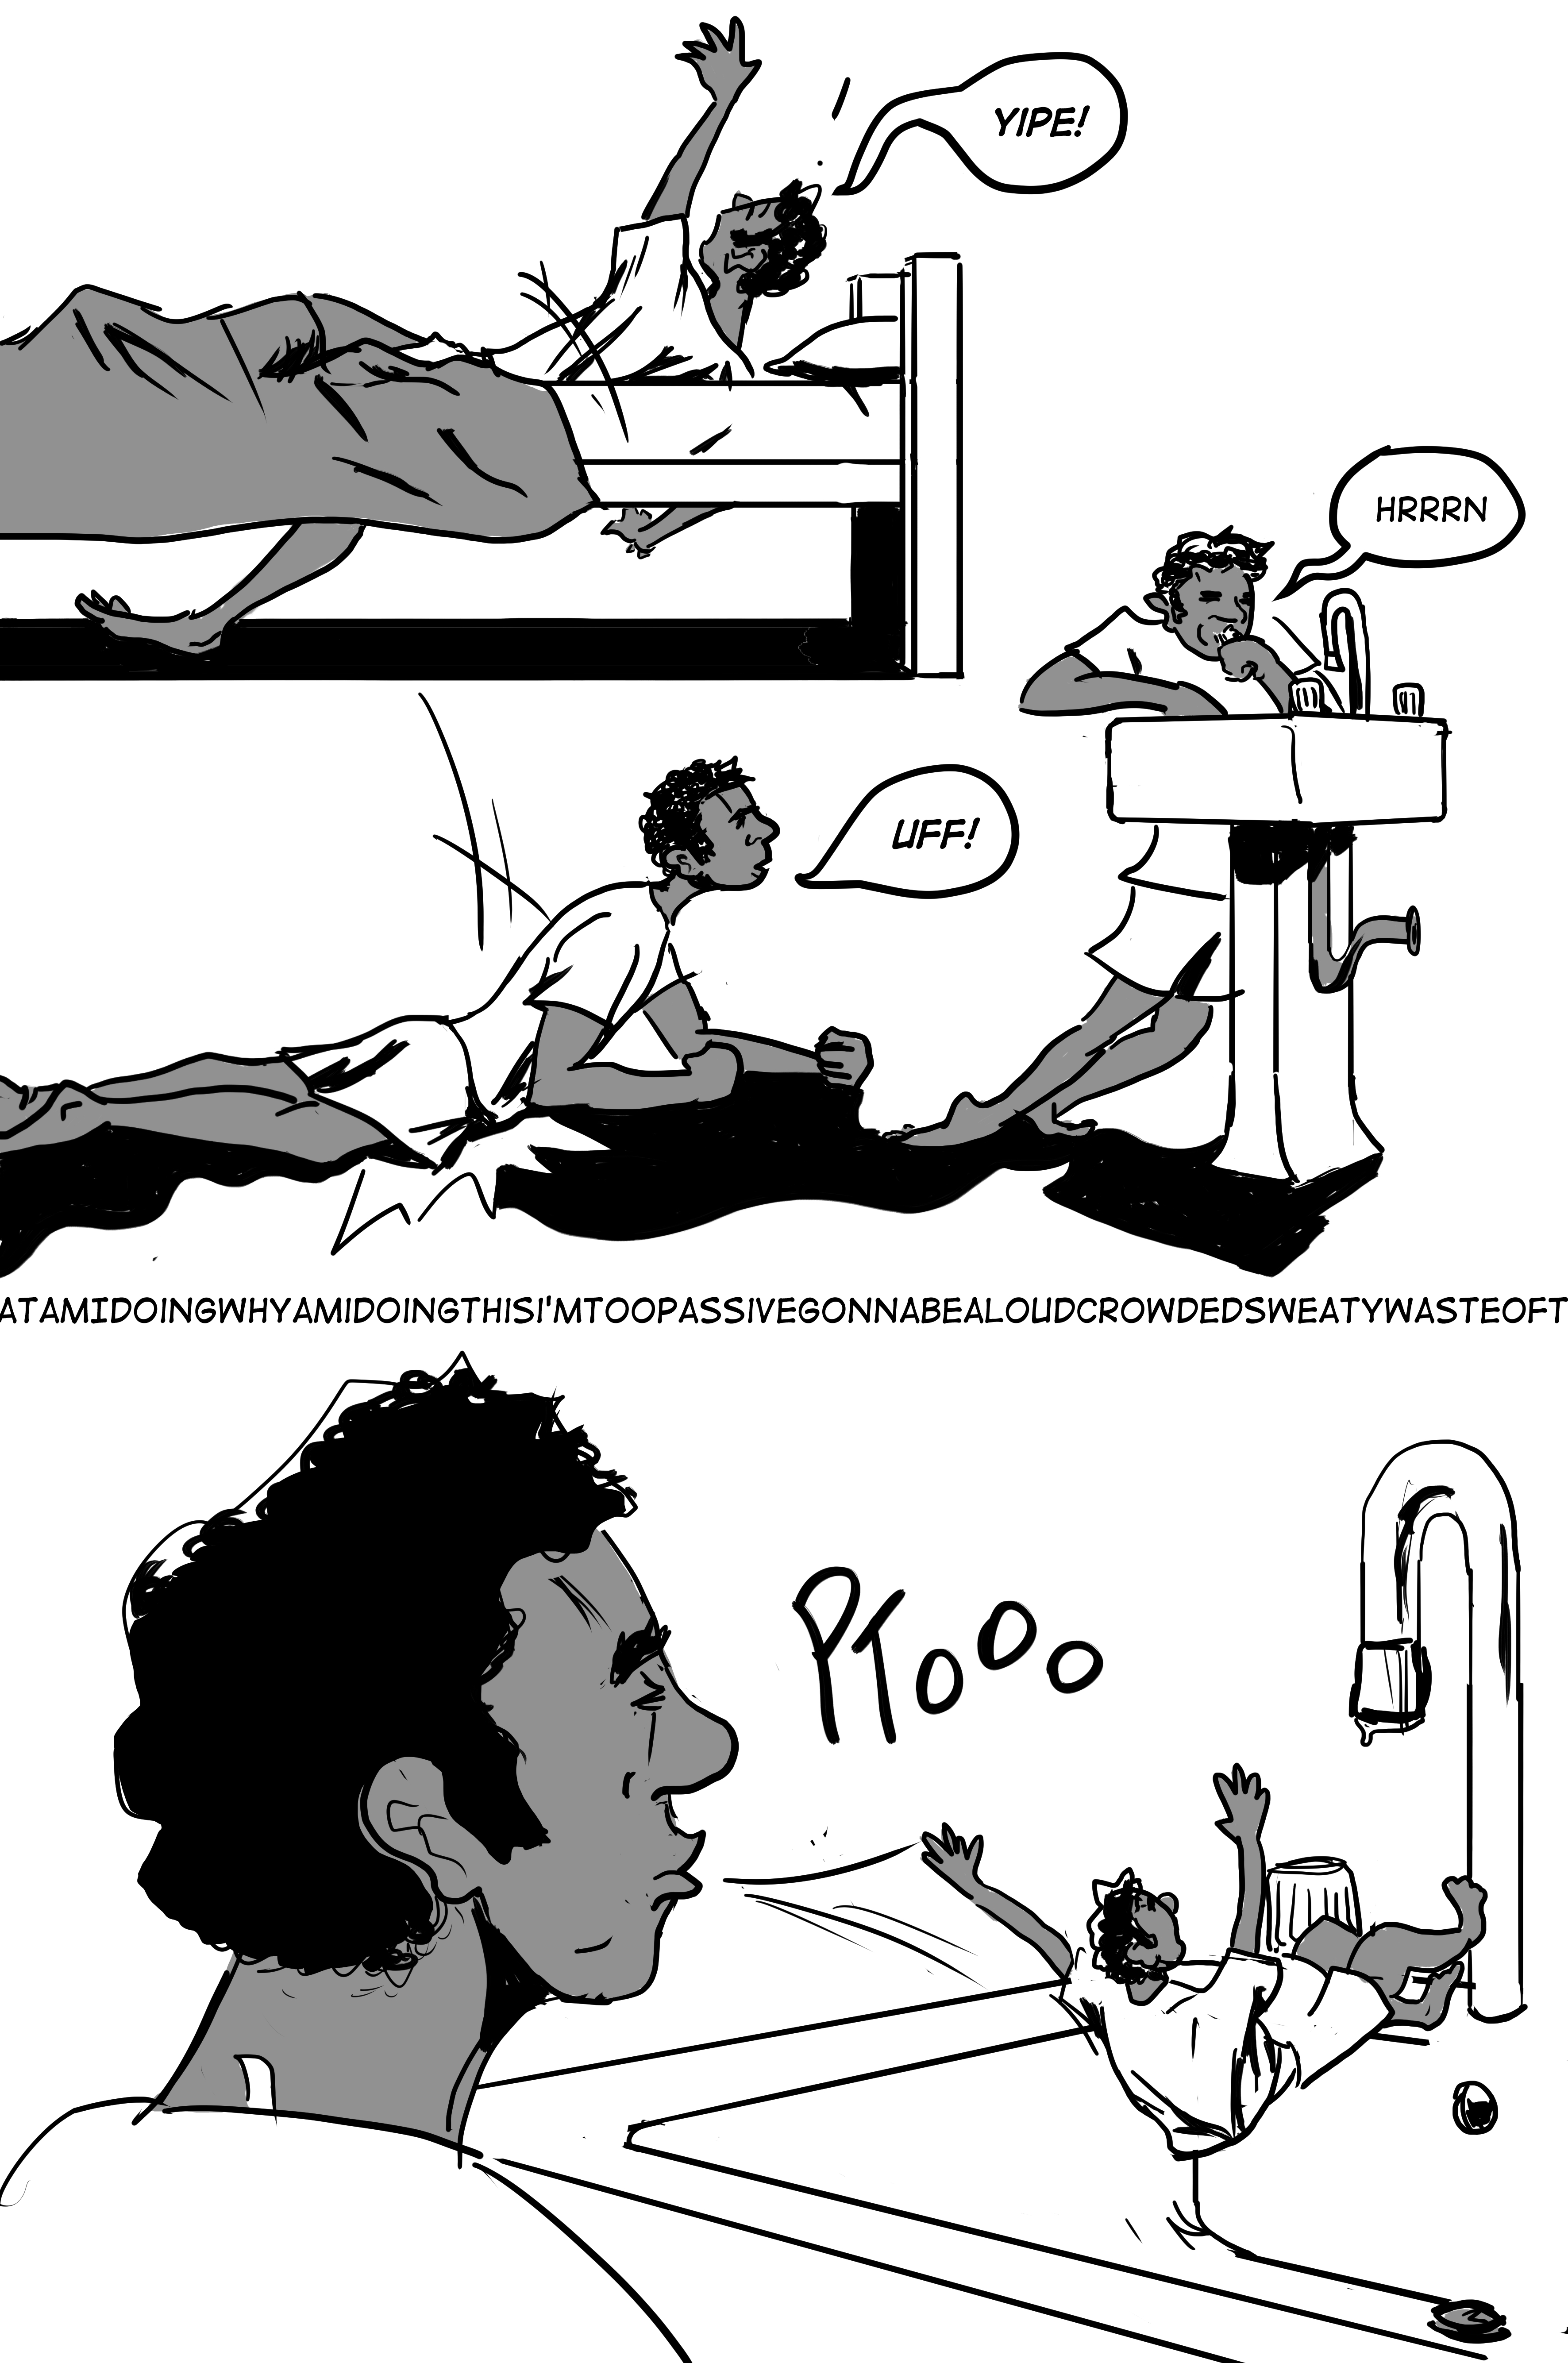 YIPE!
HRRRN
UFF!
ATAMIDOINGWHYAMIDOINGTHISI'MTOOPASSIVEGONNABEALOUDCROWDEDSWEATYWASTEOFT
PTOOO